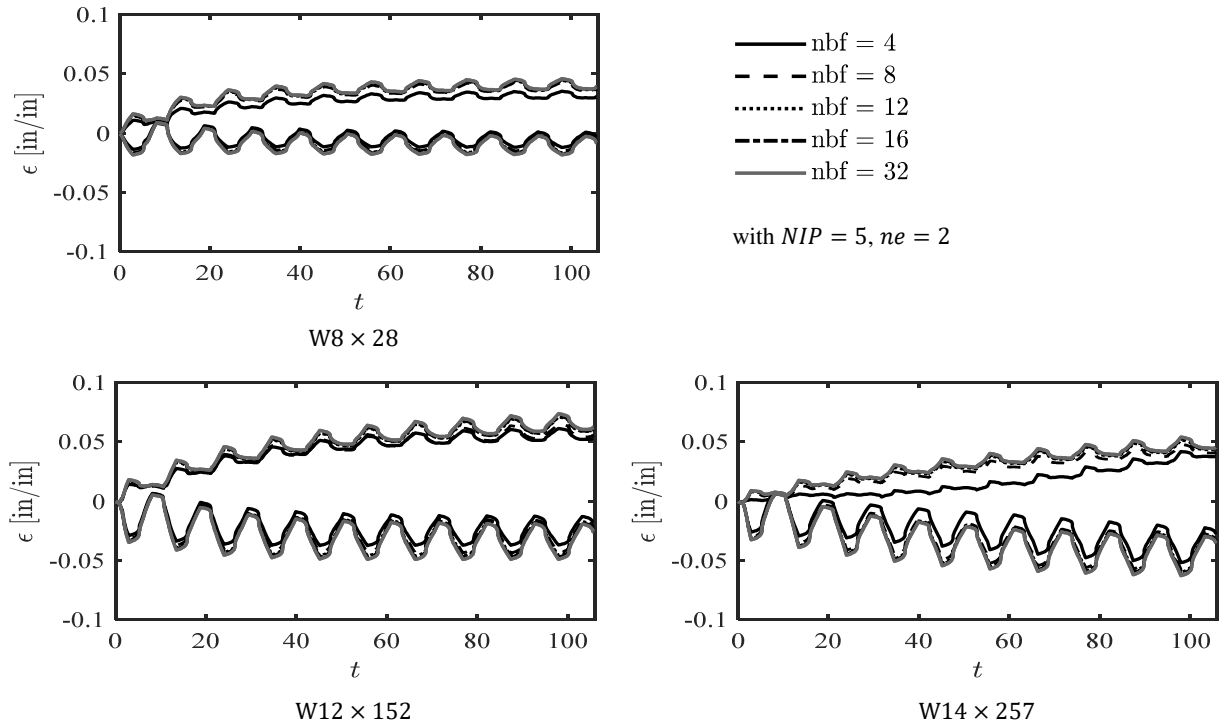 0.1
0.05
0
-0.05
-0.1
ϵ [in/in]
0 20 40 60 80 100
t
W8 × 28
nbf = 4
nbf = 8
nbf = 12
nbf = 16
nbf = 32
with NIP = 5, ne = 2
0.1
0.05
0
-0.05
-0.1
ϵ [in/in]
0 20 40 60 80 100
t
W12 × 152
0.1
0.05
0
-0.05
-0.1
ϵ [in/in]
0 20 40 60 80 100
t
W14 × 257